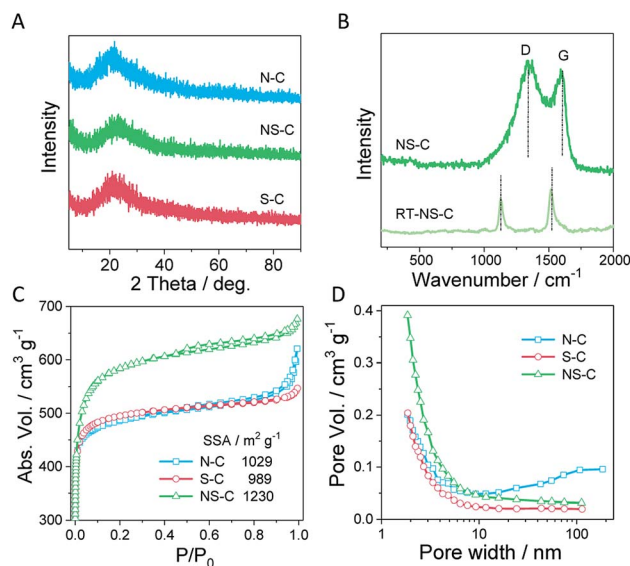 A
Intensity
N-C
NS-C
S-C
20 40 60 80
2 Theta / deg.
B
Intensity
D
G
NS-C
RT-NS-C
500 1000 1500 2000
Wavenumber / cm-1
C
Abs. Vol. / cm3 g-1
700
600
500
400
300
SSA / m2 g-1
N-C 1029
S-C 989
NS-C 1230
0.0 0.2 0.4 0.6 0.8 1.0
P/P0
D
Pore Vol. / cm3 g-1
0.4
0.3
0.2
0.1
0.0
N-C
S-C
NS-C
1 10 100
Pore width / nm